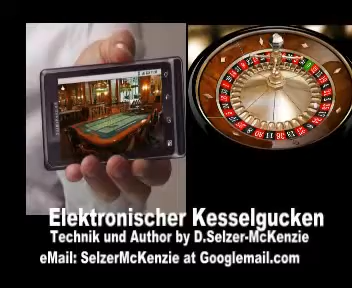 Elektronischer Kesselgucken
Technik und Author by D.Selzer-McKenzie
eMail: SelzerMcKenzie at Googlemail.com